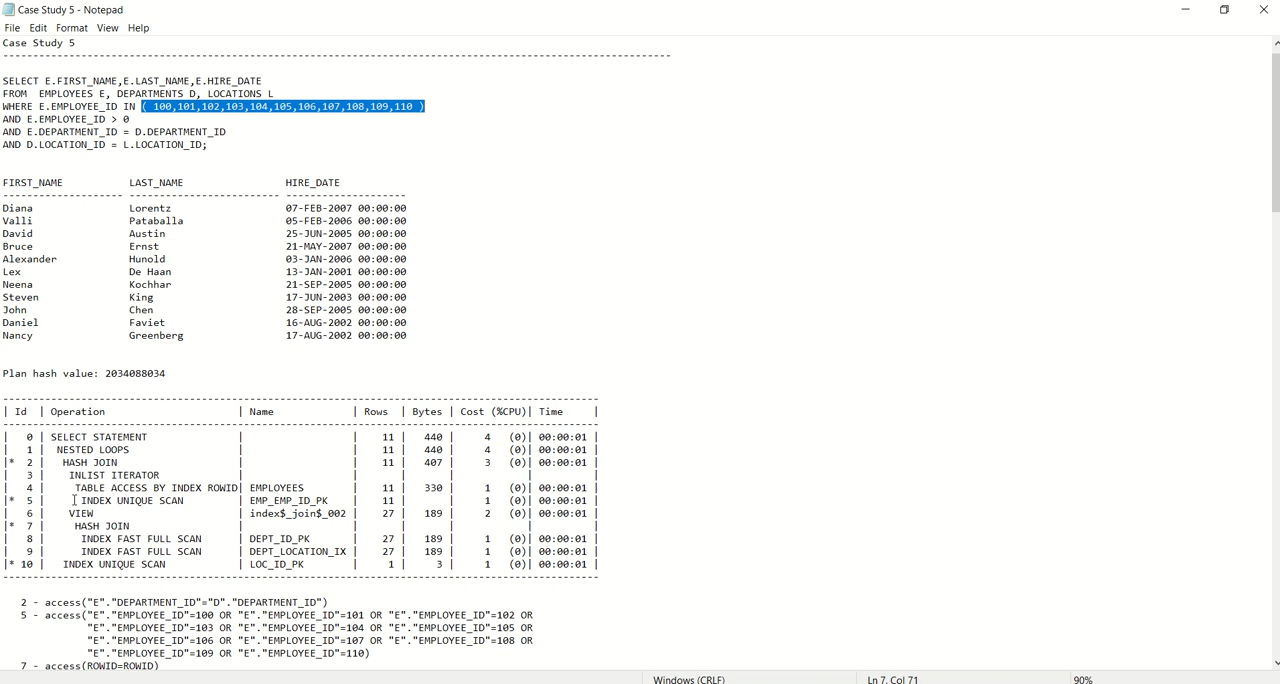 Case Study 5 - Notepad
File Edit Format View Help
Case Study 5
---------------------------------------------------------------------------------------------------------------
SELECT E.FIRST_NAME,E.LAST_NAME,E.HIRE_DATE
FROM EMPLOYEES E, DEPARTMENTS D, LOCATIONS L
WHERE E.EMPLOYEE_ID IN ( 100,101,102,103,104,105,106,107,108,109,110 )
AND E.EMPLOYEE_ID > 0
AND E.DEPARTMENT_ID = D.DEPARTMENT_ID
AND D.LOCATION_ID = L.LOCATION_ID;
FIRST_NAME LAST_NAME HIRE_DATE
-------------------- ------------------------- --------------------
Diana Lorentz 07-FEB-2007 00:00:00
Valli Pataballa 05-FEB-2006 00:00:00
David Austin 25-JUN-2005 00:00:00
Bruce Ernst 21-MAY-2007 00:00:00
Alexander Hunold 03-JAN-2006 00:00:00
Lex De Haan 13-JAN-2001 00:00:00
Neena Kochhar 21-SEP-2005 00:00:00
Steven King 17-JUN-2003 00:00:00
John Chen 28-SEP-2005 00:00:00
Daniel Faviet 16-AUG-2002 00:00:00
Nancy Greenberg 17-AUG-2002 00:00:00
Plan hash value: 2034088034
---------------------------------------------------------------------------------------------------
| Id | Operation | Name | Rows | Bytes | Cost (%CPU)| Time |
---------------------------------------------------------------------------------------------------
| 0 | SELECT STATEMENT | | 11 | 440 | 4 (0)| 00:00:01 |
| 1 | NESTED LOOPS | | 11 | 440 | 4 (0)| 00:00:01 |
|* 2 | HASH JOIN | | 11 | 407 | 3 (0)| 00:00:01 |
| 3 | INLIST ITERATOR | | | | | |
| 4 | TABLE ACCESS BY INDEX ROWID| EMPLOYEES | 11 | 330 | 1 (0)| 00:00:01 |
|* 5 | INDEX UNIQUE SCAN | EMP_EMP_ID_PK | 11 | | 1 (0)| 00:00:01 |
| 6 | VIEW | index$_join$_002 | 27 | 189 | 2 (0)| 00:00:01 |
|* 7 | HASH JOIN | | | | | |
| 8 | INDEX FAST FULL SCAN | DEPT_ID_PK | 27 | 189 | 1 (0)| 00:00:01 |
| 9 | INDEX FAST FULL SCAN | DEPT_LOCATION_IX | 27 | 189 | 1 (0)| 00:00:01 |
|* 10 | INDEX UNIQUE SCAN | LOC_ID_PK | 1 | 3 | 1 (0)| 00:00:01 |
---------------------------------------------------------------------------------------------------
2 - access("E"."DEPARTMENT_ID"="D"."DEPARTMENT_ID")
5 - access("E"."EMPLOYEE_ID"=100 OR "E"."EMPLOYEE_ID"=101 OR "E"."EMPLOYEE_ID"=102 OR
"E"."EMPLOYEE_ID"=103 OR "E"."EMPLOYEE_ID"=104 OR "E"."EMPLOYEE_ID"=105 OR
"E"."EMPLOYEE_ID"=106 OR "E"."EMPLOYEE_ID"=107 OR "E"."EMPLOYEE_ID"=108 OR
"E"."EMPLOYEE_ID"=109 OR "E"."EMPLOYEE_ID"=110)
7 - access(ROWID=ROWID)
Windows (CRLF) Ln 7, Col 71 90%